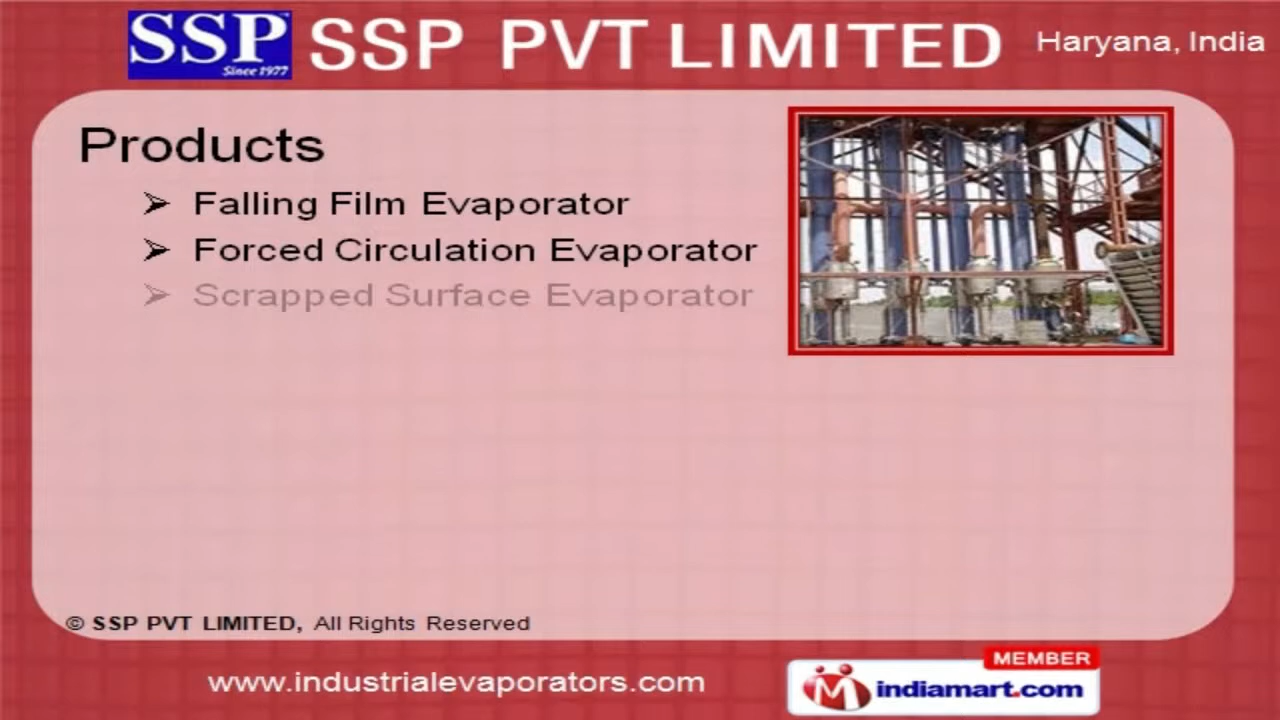 SSP
Since 1977
SSP PVT LIMITED
Haryana, India
Products
➢ Falling Film Evaporator
➢ Forced Circulation Evaporator
➢ Scrapped Surface Evaporator
© SSP PVT LIMITED, All Rights Reserved
www.industrialevaporators.com
MEMBER
indiamart.com